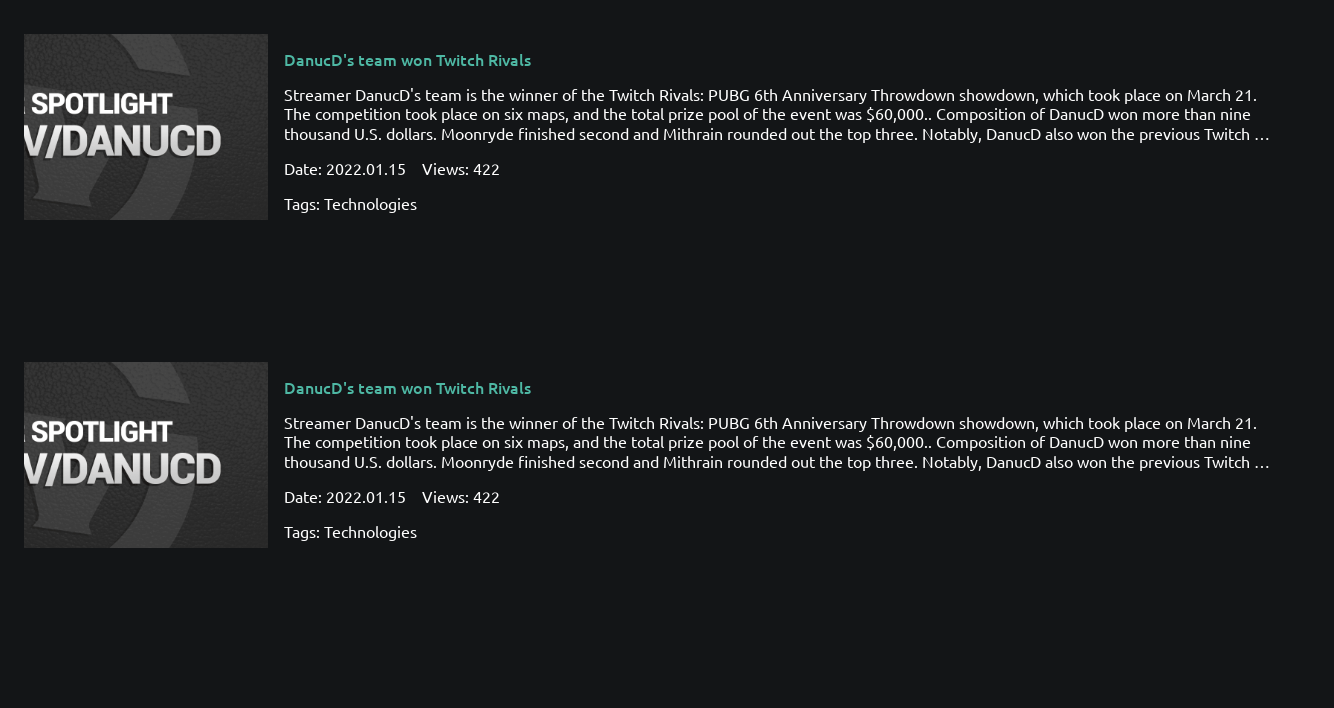 SPOTLIGHT
V/DANUCD
DanucD's team won Twitch Rivals
Streamer DanucD's team is the winner of the Twitch Rivals: PUBG 6th Anniversary Throwdown showdown, which took place on March 21.
The competition took place on six maps, and the total prize pool of the event was $60,000.. Composition of DanucD won more than nine
thousand U.S. dollars. Moonryde finished second and Mithrain rounded out the top three. Notably, DanucD also won the previous Twitch …
Date: 2022.01.15 Views: 422
Tags: Technologies
SPOTLIGHT
V/DANUCD
DanucD's team won Twitch Rivals
Streamer DanucD's team is the winner of the Twitch Rivals: PUBG 6th Anniversary Throwdown showdown, which took place on March 21.
The competition took place on six maps, and the total prize pool of the event was $60,000.. Composition of DanucD won more than nine
thousand U.S. dollars. Moonryde finished second and Mithrain rounded out the top three. Notably, DanucD also won the previous Twitch …
Date: 2022.01.15 Views: 422
Tags: Technologies